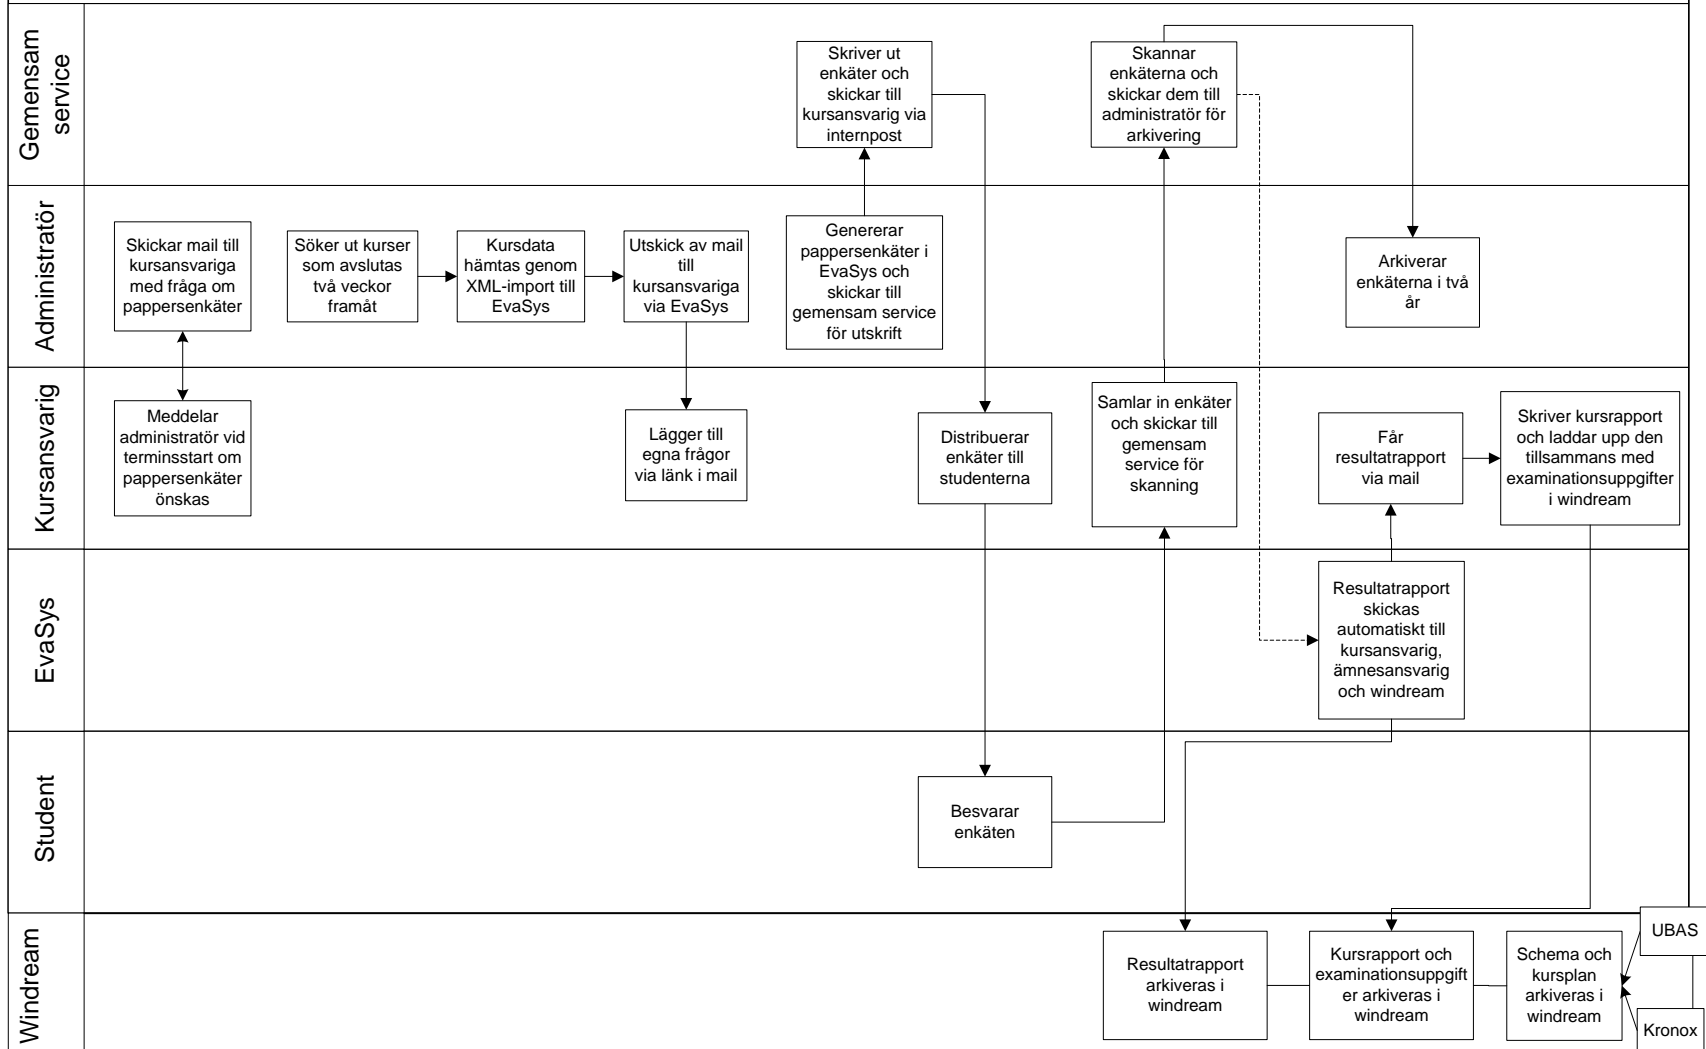 Gemensam
service
Skriver ut
enkäter och
skickar till
kursansvarig via
internpost
Skannar
enkäterna och
skickar dem till
administratör för
arkivering
Administratör
Skickar mail till
kursansvariga
med fråga om
pappersenkäter
Söker ut kurser
som avslutas
två veckor
framåt
Kursdata
hämtas genom
XML-import till
EvaSys
Utskick av mail
till
kursansvariga
via EvaSys
Genererar
pappersenkäter i
EvaSys och
skickar till
gemensam service
för utskrift
Arkiverar
enkäterna i två
år
Kursansvarig
Meddelar
administratör vid
terminsstart om
pappersenkäter
önskas
Lägger till
egna frågor
via länk i mail
Distribuerar
enkäter till
studenterna
Samlar in enkäter
och skickar till
gemensam
service för
skanning
Får
resultatrapport
via mail
Skriver kursrapport
och laddar upp den
tillsammans med
examinationsuppgifter
i windream
EvaSys
Resultatrapport
skickas
automatiskt till
kursansvarig,
ämnesansvarig
och windream
Student
Besvarar
enkäten
Windream
Resultatrapport
arkiveras i
windream
Kursrapport och
examinationsuppgift
er arkiveras i
windream
Schema och
kursplan
arkiveras i
windream
UBAS
Kronox